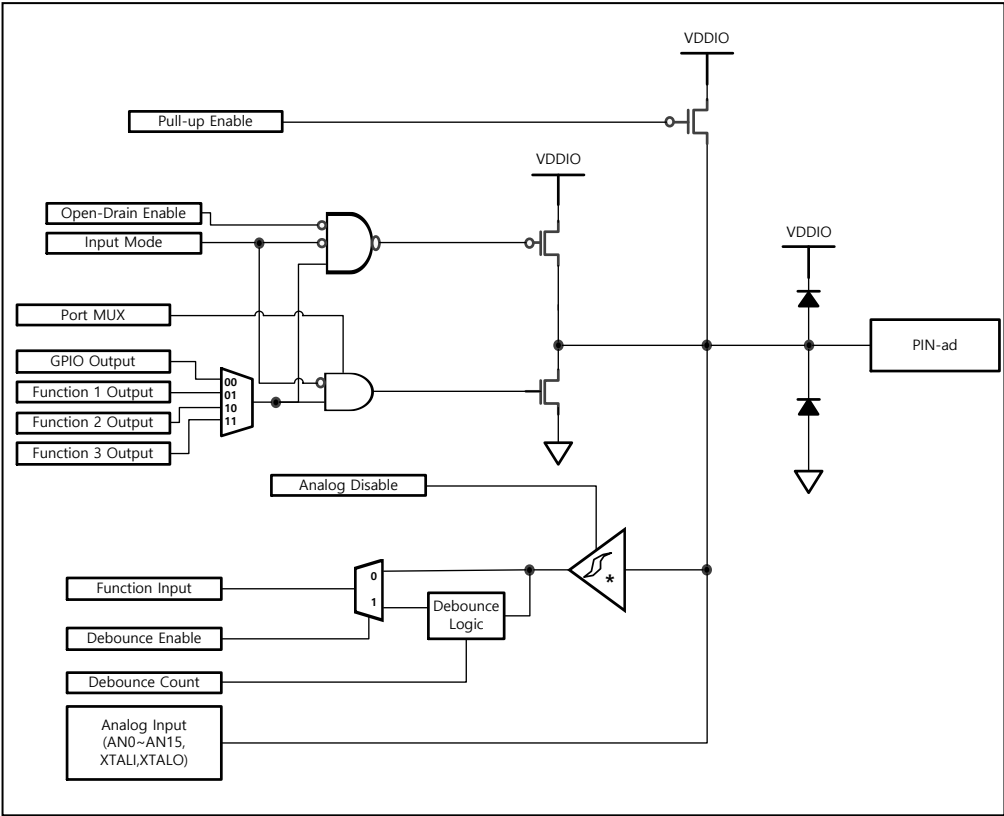 VDDIO
Pull-up Enable
VDDIO
Open-Drain Enable
Input Mode
VDDIO
Port MUX
PIN-ad
GPIO Output
Function 1 Output
Function 2 Output
Function 3 Output
00
01
10
11
Analog Disable
*
Function Input
0
1
Debounce
Logic
Debounce Enable
Debounce Count
Analog Input
(AN0~AN15,
XTALI,XTALO)